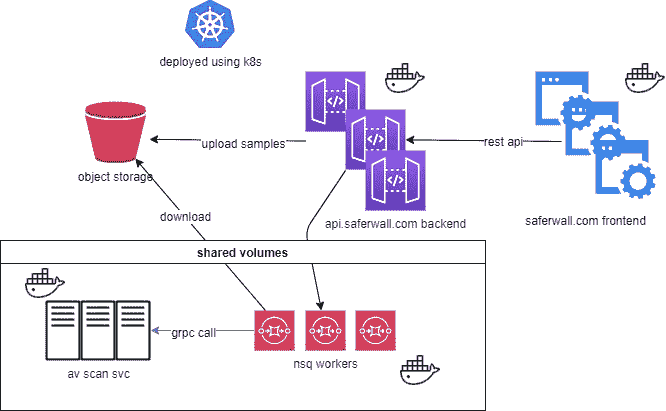 deployed using k8s
upload samples
rest api
object storage
download
api.saferwall.com backend
saferwall.com frontend
shared volumes
grpc call
av scan svc
nsq workers